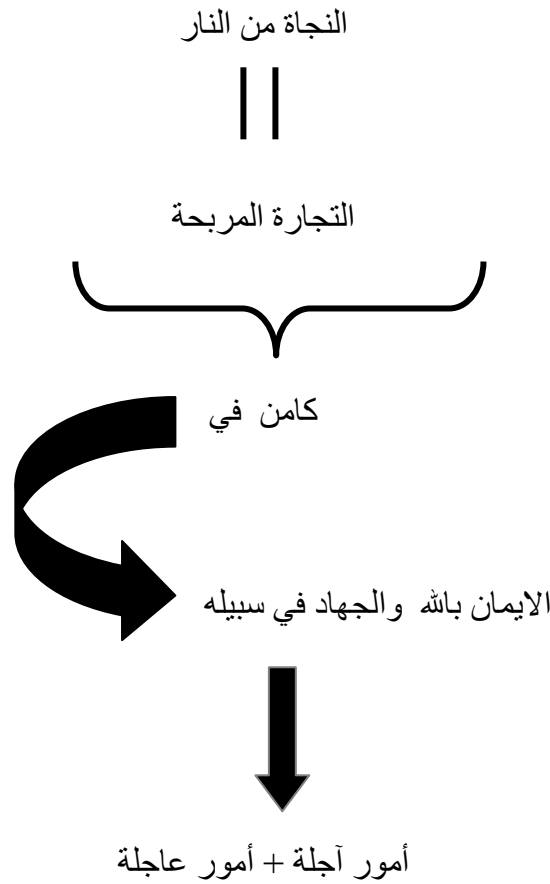 النجاة من النار
التجارة المربحة
كامن في
الايمان بالله والجهاد في سبيله
أمور آجلة + أمور عاجلة